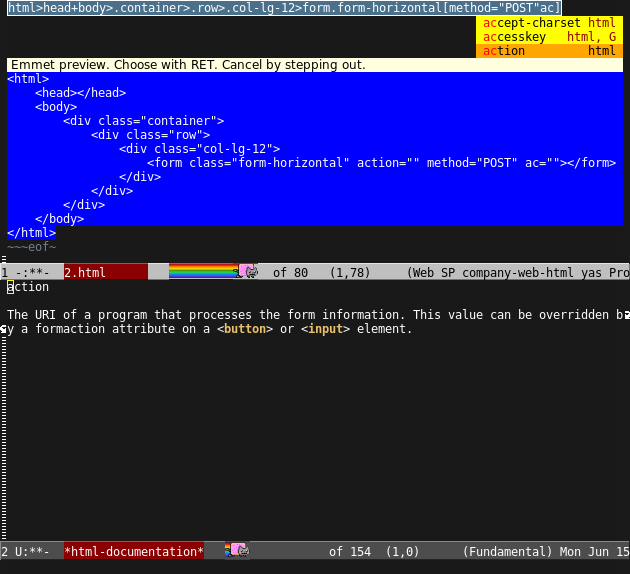 html>head+body>.container>.row>.col-lg-12>form.form-horizontal[method="POST"ac]
accept-charset html
accesskey html, G
action html
Emmet preview. Choose with RET. Cancel by stepping out.
<html>
    <head></head>
    <body>
        <div class="container">
            <div class="row">
                <div class="col-lg-12">
                    <form class="form-horizontal" action="" method="POST" ac=""></form>
                </div>
            </div>
        </div>
    </body>
</html>
~~~eof~
1 -:**- 2.html of 80 (1,78) (Web SP company-web-html yas Pro
action
The URI of a program that processes the form information. This value can be overridden b
y a formaction attribute on a <button> or <input> element.
2 U:**- *html-documentation* of 154 (1,0) (Fundamental) Mon Jun 15